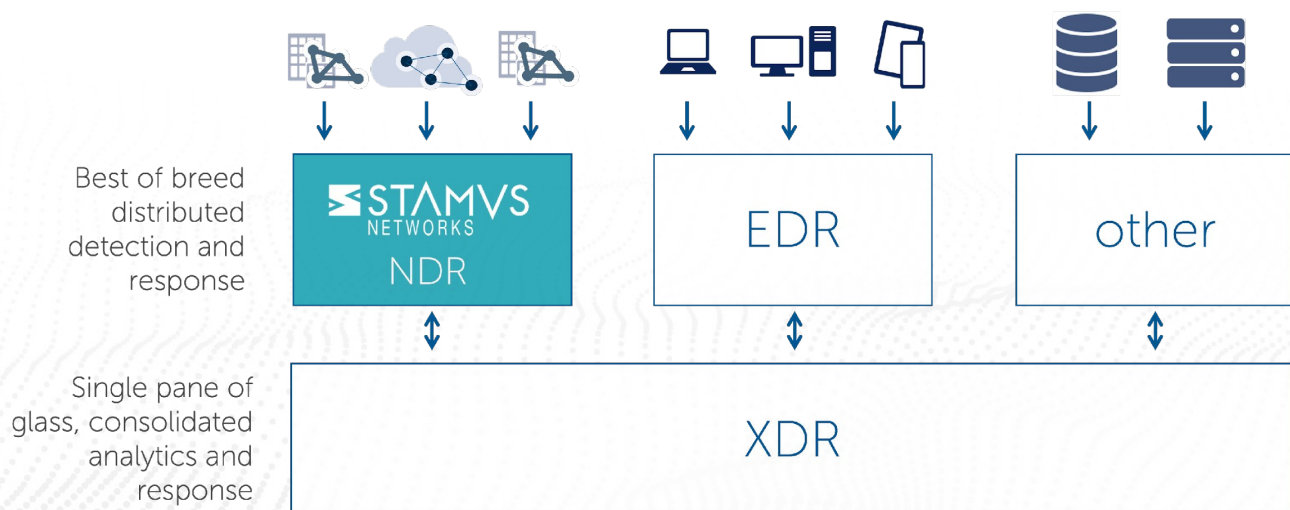 Best of breed
distributed
detection and
response
STAMVS
NETWORKS
NDR
EDR
other
Single pane of
glass, consolidated
analytics and
response
XDR